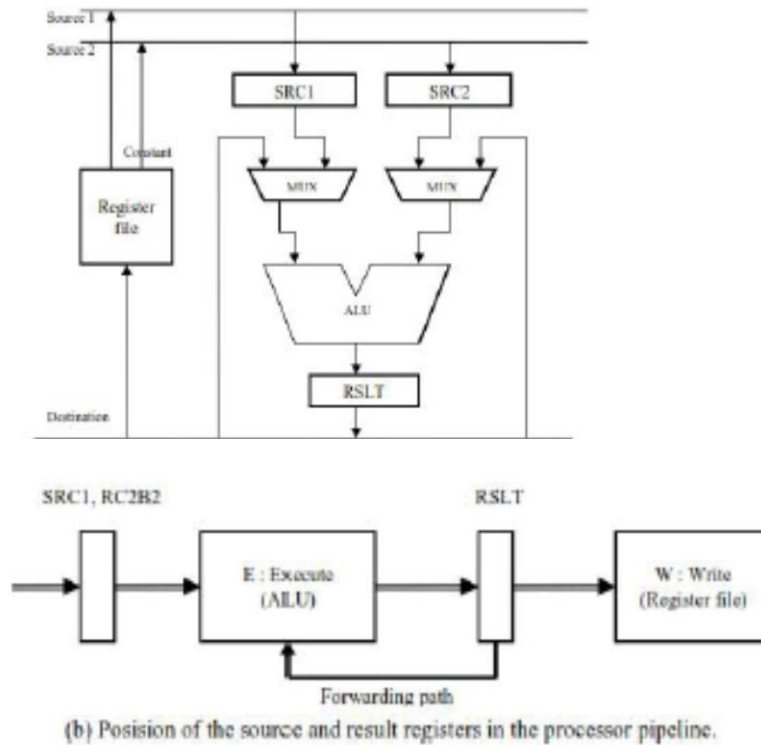 Source 1
Source 2
SRC1
SRC2
Constant
MUX
MUX
Register
file
ALU
RSLT
Destination
SRC1, RC2B2
RSLT
E : Execute
(ALU)
W : Write
(Register file)
Forwarding path
(b) Posision of the source and result registers in the processor pipeline.